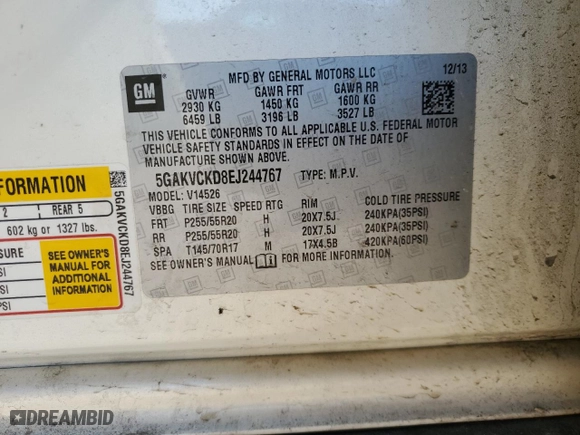 GM
MFD BY GENERAL MOTORS LLC 12/13
GVWR GAWR FRT GAWR RR
2930 KG 1450 KG 1600 KG
6459 LB 3196 LB 3527 LB
THIS VEHICLE CONFORMS TO ALL APPLICABLE U.S. FEDERAL MOTOR
VEHICLE SAFETY STANDARDS IN EFFECT ON THE DATE OF
MANUFACTURE SHOWN ABOVE.
5GAKVCKD8EJ244767 TYPE: M.P.V.
MODEL: V14526
VBBG TIRE SIZE SPEED RTG RIM COLD TIRE PRESSURE
FRT P255/55R20 H 20X7.5J 240KPA(35PSI)
RR P255/55R20 H 20X7.5J 240KPA(35PSI)
SPA T145/70R17 M 17X4.5B 420KPA(60PSI)
SEE OWNER'S MANUAL FOR MORE INFORMATION.
FORMATION
2 REAR 5
602 kg or 1327 lbs.
SURE
SI
SI
PSI
SEE OWNER'S
MANUAL FOR
ADDITIONAL
INFORMATION
5GAKVCKD8EJ244767
DREAMBID